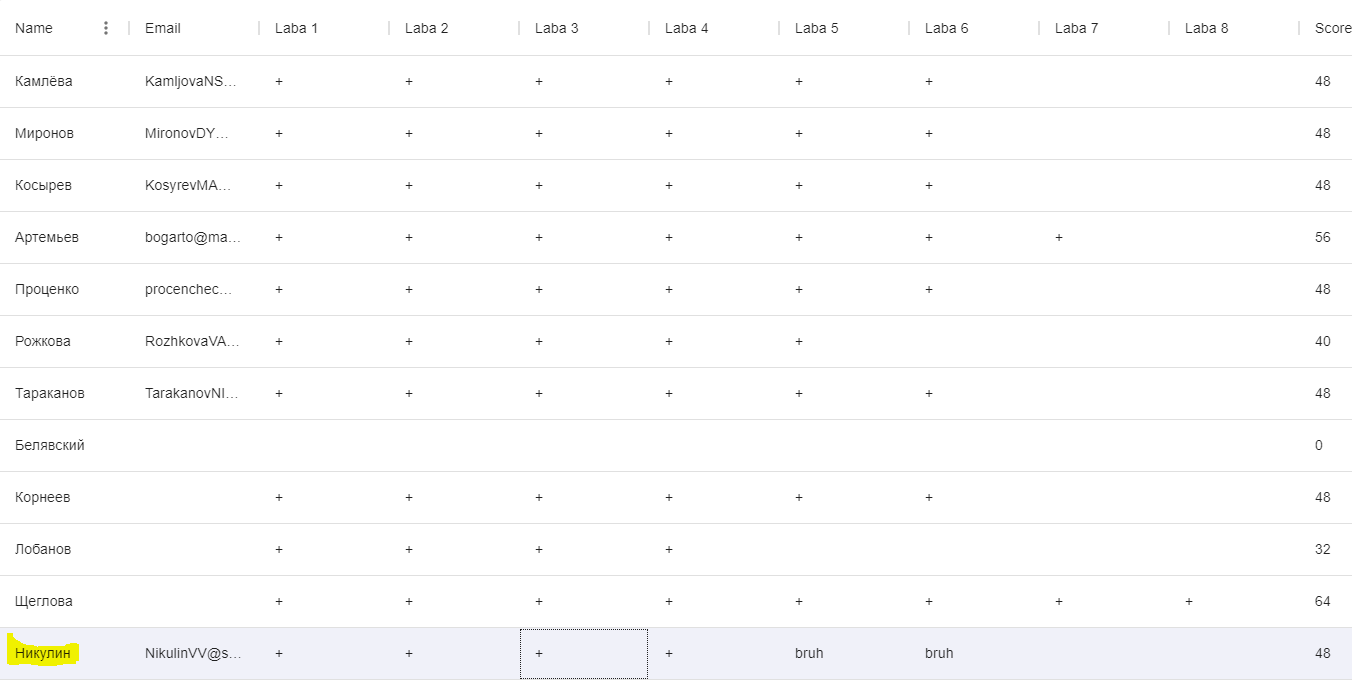 Name Email Laba 1 Laba 2 Laba 3 Laba 4 Laba 5 Laba 6 Laba 7 Laba 8 Score
Камлёва KamljovaNS... + + + + + + 48
Миронов MironovDY... + + + + + + 48
Косырев KosyrevMA... + + + + + + 48
Артемьев bogarto@ma... + + + + + + + 56
Проценко procenchec... + + + + + + 48
Рожкова RozhkovaVA... + + + + + 40
Тараканов TarakanovNI... + + + + + + 48
Белявский 0
Корнеев + + + + + + 48
Лобанов + + + + 32
Щеглова + + + + + + + + 64
Никулин NikulinVV@s... + + + + bruh bruh 48